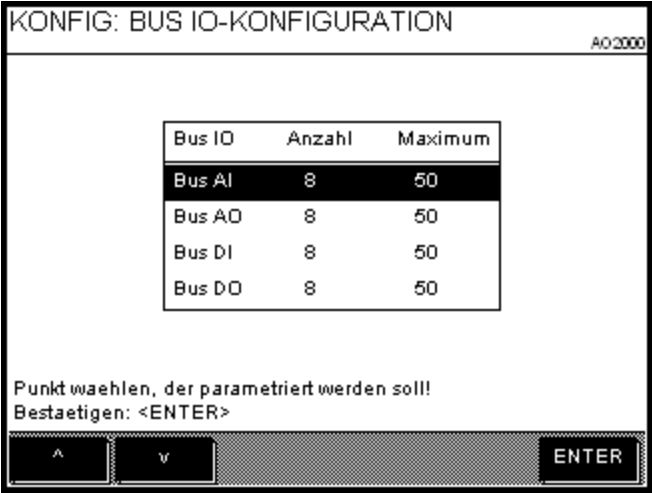 KONFIG: BUS IO-KONFIGURATION
AO2000
Bus IO Anzahl Maximum
Bus AI 8 50
Bus AO 8 50
Bus DI 8 50
Bus DO 8 50
Punkt waehlen, der parametriert werden soll!
Bestaetigen: <ENTER>
^ v ENTER